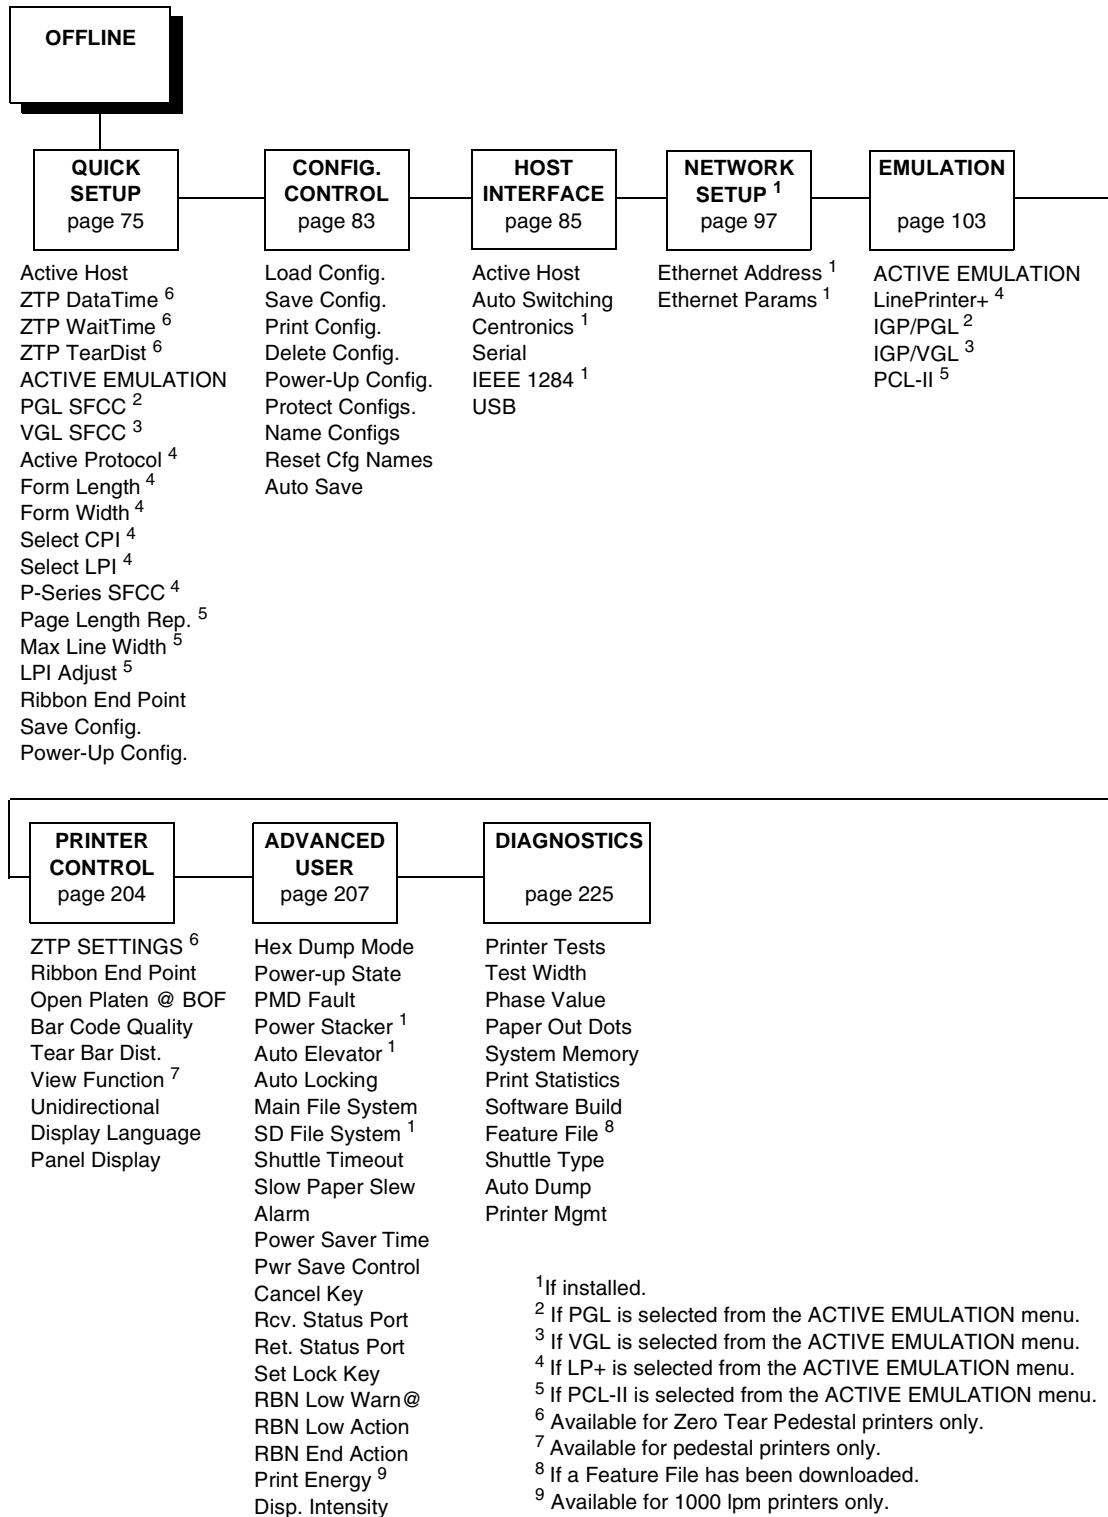 OFFLINE
QUICK
SETUP
page 75
CONFIG.
CONTROL
page 83
HOST
INTERFACE
page 85
NETWORK
SETUP 1
page 97
EMULATION
page 103
Active Host
ZTP DataTime 6
ZTP WaitTime 6
ZTP TearDist 6
ACTIVE EMULATION
PGL SFCC 2
VGL SFCC 3
Active Protocol 4
Form Length 4
Form Width 4
Select CPI 4
Select LPI 4
P-Series SFCC 4
Page Length Rep. 5
Max Line Width 5
LPI Adjust 5
Ribbon End Point
Save Config.
Power-Up Config.
Load Config.
Save Config.
Print Config.
Delete Config.
Power-Up Config.
Protect Configs.
Name Configs
Reset Cfg Names
Auto Save
Active Host
Auto Switching
Centronics 1
Serial
IEEE 1284 1
USB
Ethernet Address 1
Ethernet Params 1
ACTIVE EMULATION
LinePrinter+ 4
IGP/PGL 2
IGP/VGL 3
PCL-II 5
PRINTER
CONTROL
page 204
ADVANCED
USER
page 207
DIAGNOSTICS
page 225
ZTP SETTINGS 6
Ribbon End Point
Open Platen @ BOF
Bar Code Quality
Tear Bar Dist.
View Function 7
Unidirectional
Display Language
Panel Display
Hex Dump Mode
Power-up State
PMD Fault
Power Stacker 1
Auto Elevator 1
Auto Locking
Main File System
SD File System 1
Shuttle Timeout
Slow Paper Slew
Alarm
Power Saver Time
Pwr Save Control
Cancel Key
Rcv. Status Port
Ret. Status Port
Set Lock Key
RBN Low Warn@
RBN Low Action
RBN End Action
Print Energy 9
Disp. Intensity
Printer Tests
Test Width
Phase Value
Paper Out Dots
System Memory
Print Statistics
Software Build
Feature File 8
Shuttle Type
Auto Dump
Printer Mgmt
1 If installed.
2 If PGL is selected from the ACTIVE EMULATION menu.
3 If VGL is selected from the ACTIVE EMULATION menu.
4 If LP+ is selected from the ACTIVE EMULATION menu.
5 If PCL-II is selected from the ACTIVE EMULATION menu.
6 Available for Zero Tear Pedestal printers only.
7 Available for pedestal printers only.
8 If a Feature File has been downloaded.
9 Available for 1000 lpm printers only.